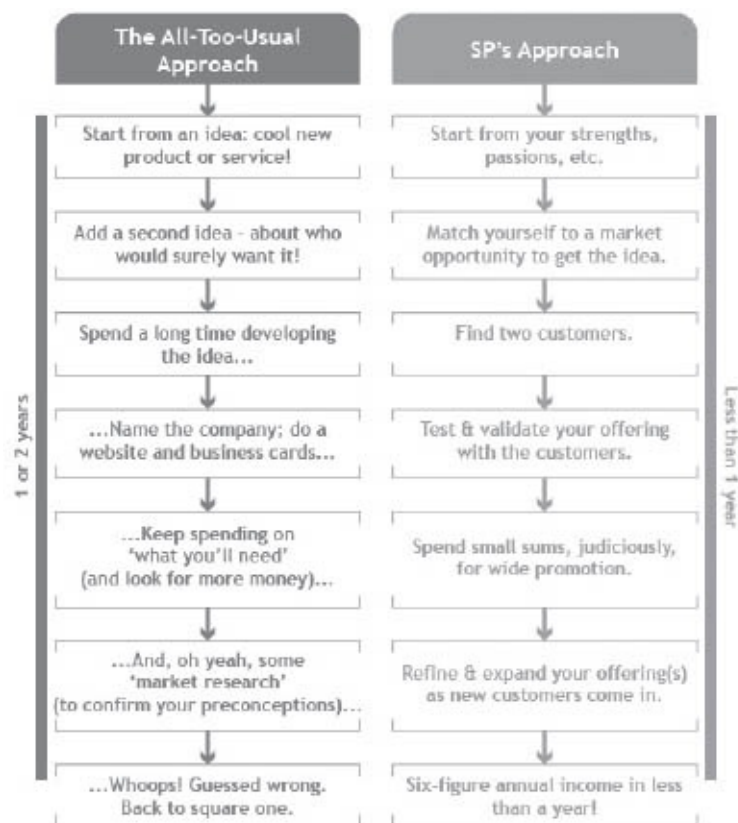 The All-Too-Usual
Approach
Start from an idea: cool new
product or service!
Add a second idea - about who
would surely want it!
Spend a long time developing
the idea...
...Name the company; do a
website and business cards...
...Keep spending on
‘what you’ll need’
(and look for more money)...
...And, oh yeah, some
‘market research’
(to confirm your preconceptions)...
...Whoops! Guessed wrong.
Back to square one.
1 or 2 years
SP’s Approach
Start from your strengths,
passions, etc.
Match yourself to a market
opportunity to get the idea.
Find two customers.
Test & validate your offering
with the customers.
Spend small sums, judiciously,
for wide promotion.
Refine & expand your offering(s)
as new customers come in.
Six-figure annual income in less
than a year!
Less than 1 year